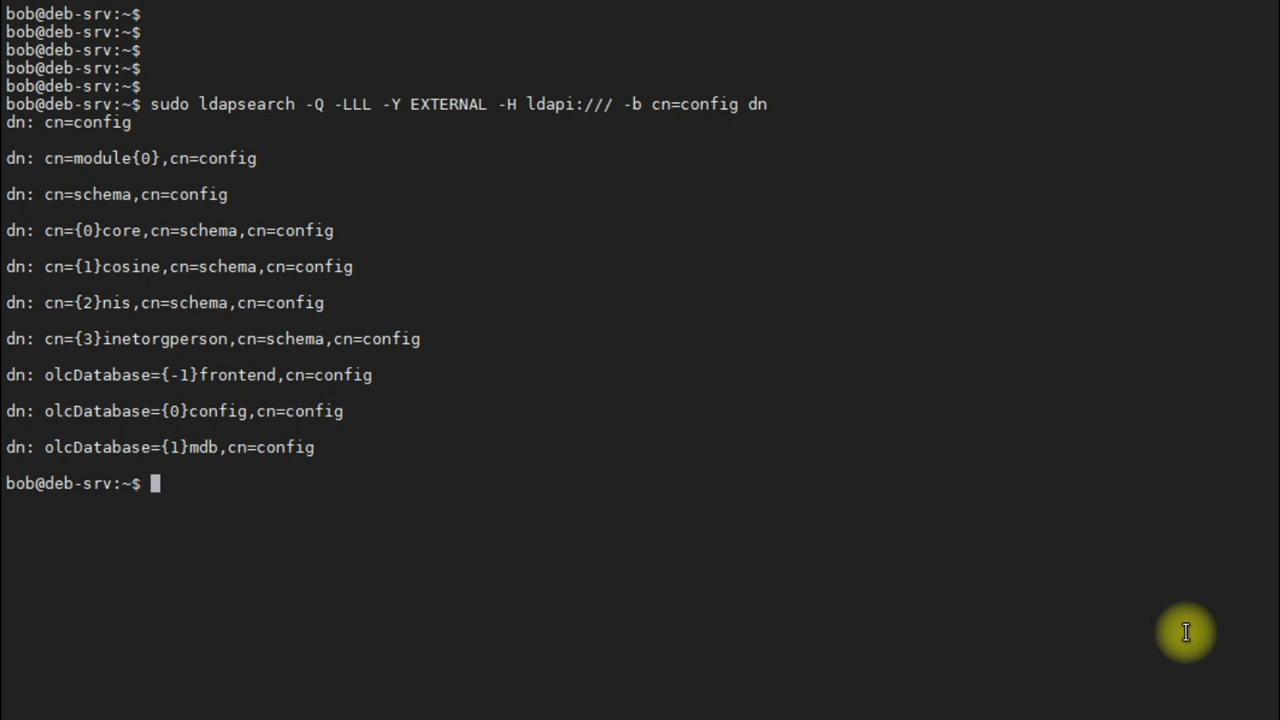 bob@deb-srv:~$
bob@deb-srv:~$
bob@deb-srv:~$
bob@deb-srv:~$
bob@deb-srv:~$
bob@deb-srv:~$ sudo ldapsearch -Q -LLL -Y EXTERNAL -H ldapi:/// -b cn=config dn
dn: cn=config
dn: cn=module{0},cn=config
dn: cn=schema,cn=config
dn: cn={0}core,cn=schema,cn=config
dn: cn={1}cosine,cn=schema,cn=config
dn: cn={2}nis,cn=schema,cn=config
dn: cn={3}inetorgperson,cn=schema,cn=config
dn: olcDatabase={-1}frontend,cn=config
dn: olcDatabase={0}config,cn=config
dn: olcDatabase={1}mdb,cn=config
bob@deb-srv:~$